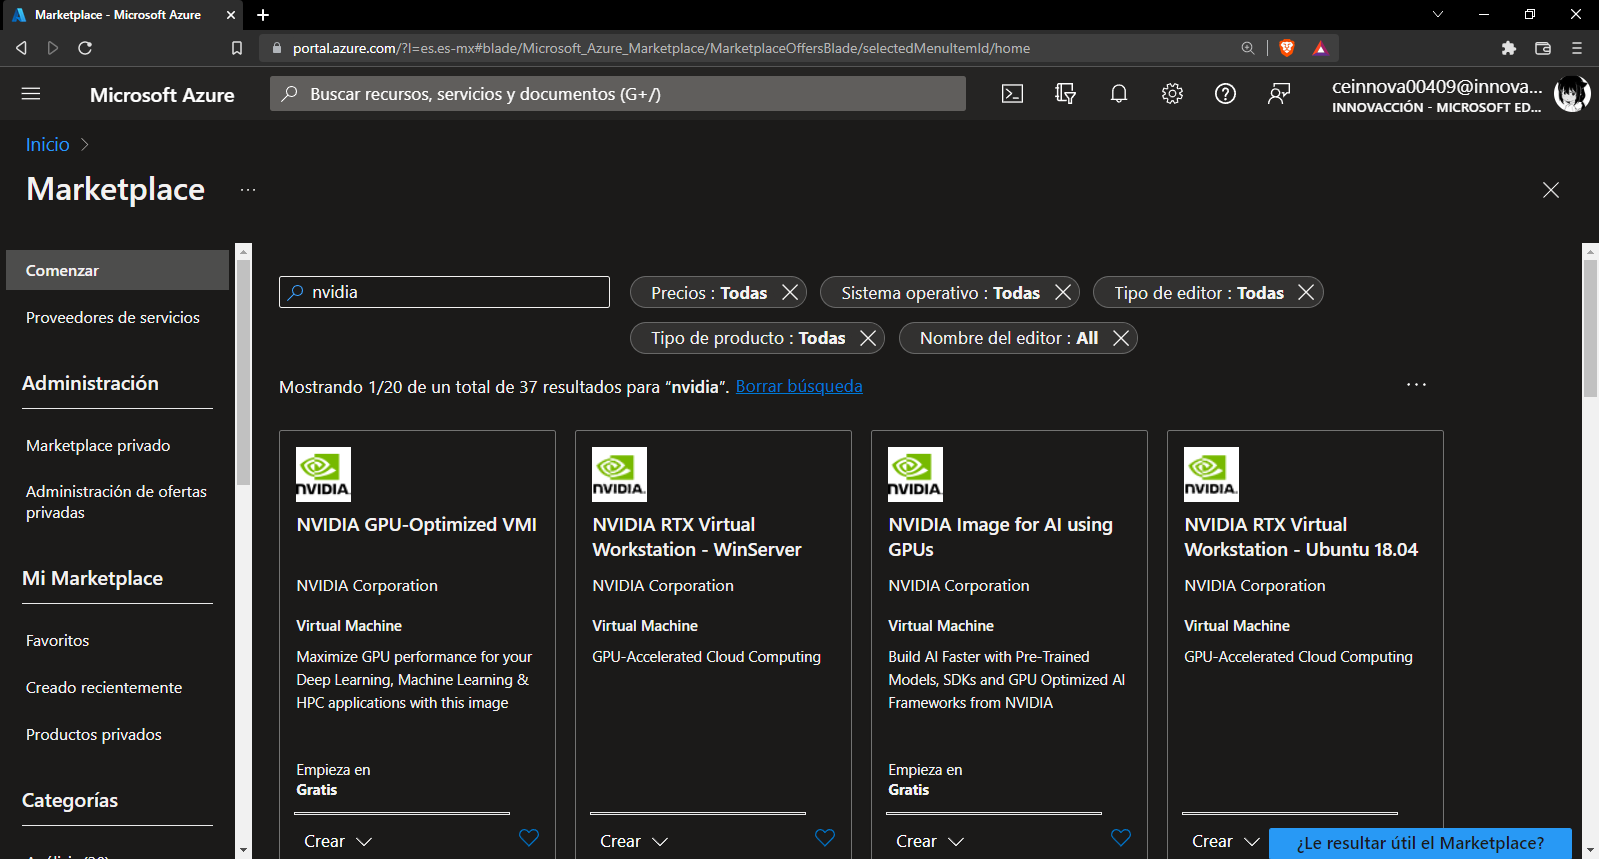 Marketplace - Microsoft Azure
portal.azure.com/?l=es.es-mx#blade/Microsoft_Azure_Marketplace/MarketplaceOffersBlade/selectedMenuItemId/home
Microsoft Azure
Buscar recursos, servicios y documentos (G+/)
ceinnova00409@innova...
INNOVACCIÓN - MICROSOFT ED...
Inicio
Marketplace
...
Comenzar
Proveedores de servicios
Administración
Marketplace privado
Administración de ofertas
privadas
Mi Marketplace
Favoritos
Creado recientemente
Productos privados
Categorías
nvidia
Precios : Todas
Sistema operativo : Todas
Tipo de editor : Todas
Tipo de producto : Todas
Nombre del editor : All
Mostrando 1/20 de un total de 37 resultados para “nvidia”. Borrar búsqueda
...
NVIDIA.
NVIDIA GPU-Optimized VMI
NVIDIA Corporation
Virtual Machine
Maximize GPU performance for your
Deep Learning, Machine Learning &
HPC applications with this image
Empieza en
Gratis
Crear
NVIDIA.
NVIDIA RTX Virtual
Workstation - WinServer
NVIDIA Corporation
Virtual Machine
GPU-Accelerated Cloud Computing
Crear
NVIDIA.
NVIDIA Image for AI using
GPUs
NVIDIA Corporation
Virtual Machine
Build AI Faster with Pre-Trained
Models, SDKs and GPU Optimized AI
Frameworks from NVIDIA
Empieza en
Gratis
Crear
NVIDIA.
NVIDIA RTX Virtual
Workstation - Ubuntu 18.04
NVIDIA Corporation
Virtual Machine
GPU-Accelerated Cloud Computing
Crear
¿Le resultar útil el Marketplace?